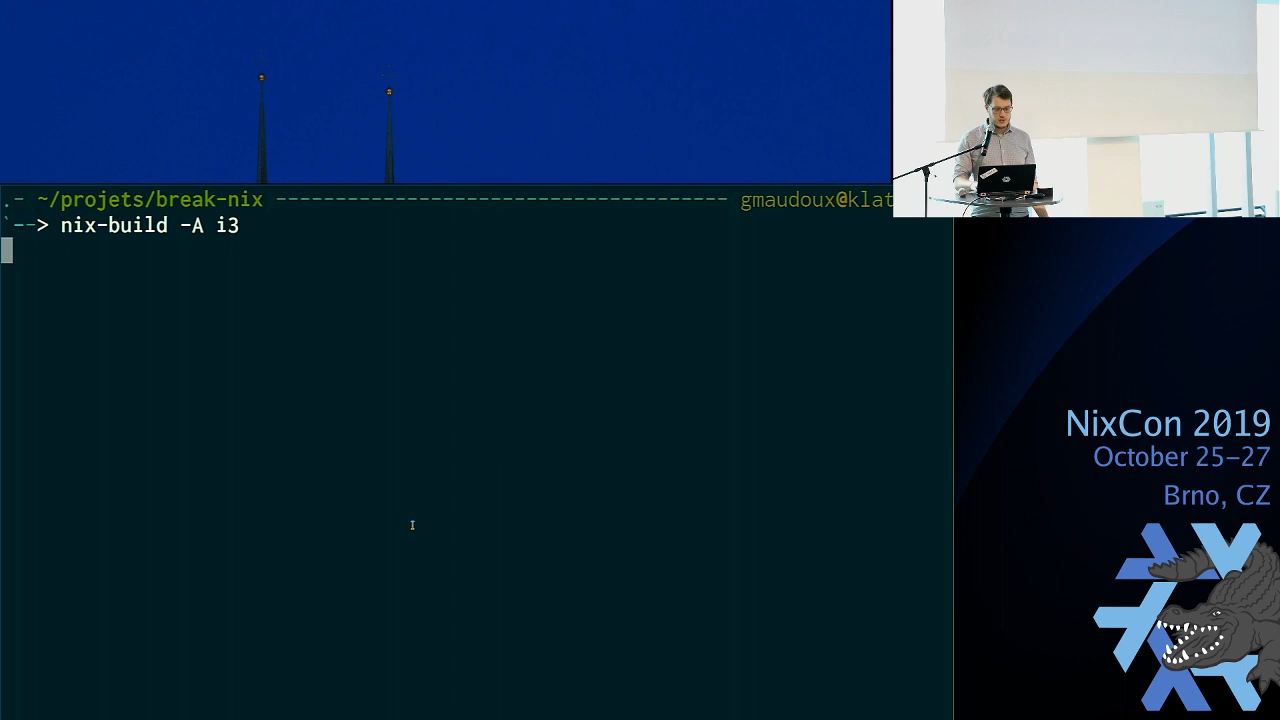 .- ~/projets/break-nix -------------------------------------- gmaudoux@klat
`--> nix-build -A i3
NixCon 2019
October 25–27
Brno, CZ